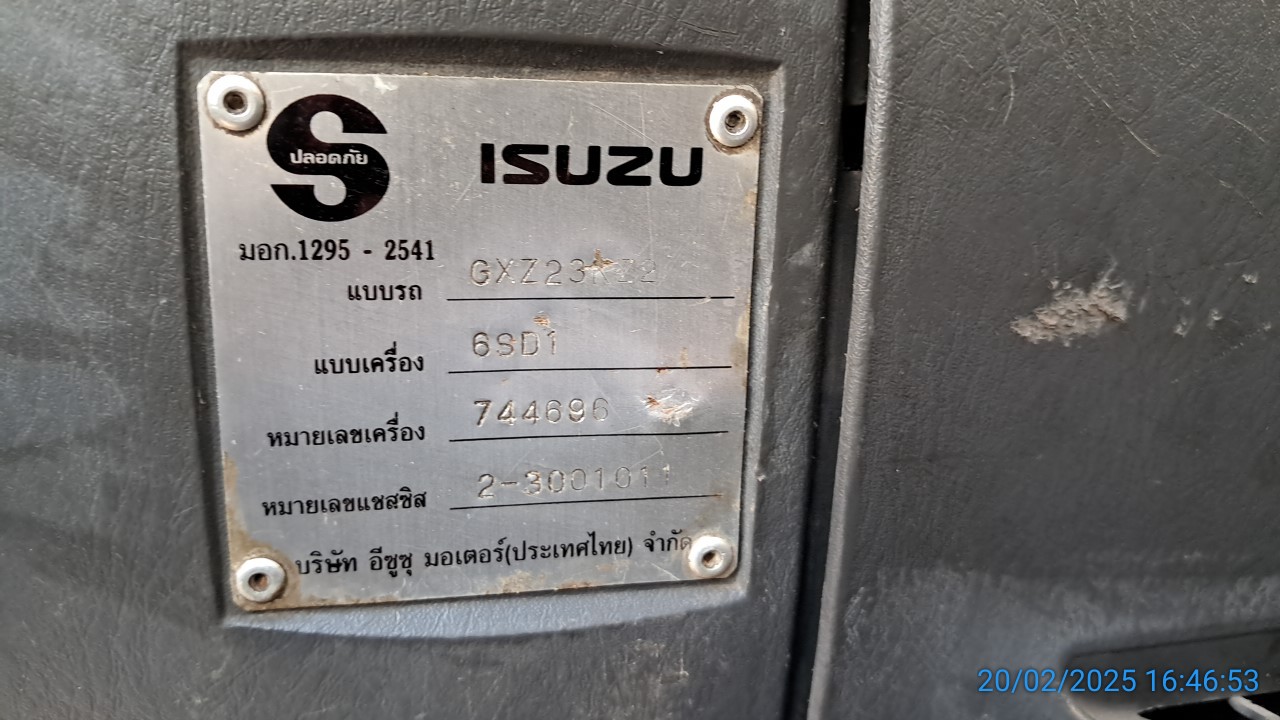 ปลอดภัย
ISUZU
มอก.1295 - 2541
แบบรถ
แบบเครื่อง 6SD1
หมายเลขเครื่อง 744696
หมายเลขแชสซิส 2-3001011
บริษัท อีซูซุ มอเตอร์(ประเทศไทย) จำกัด
20/02/2025 16:46:53